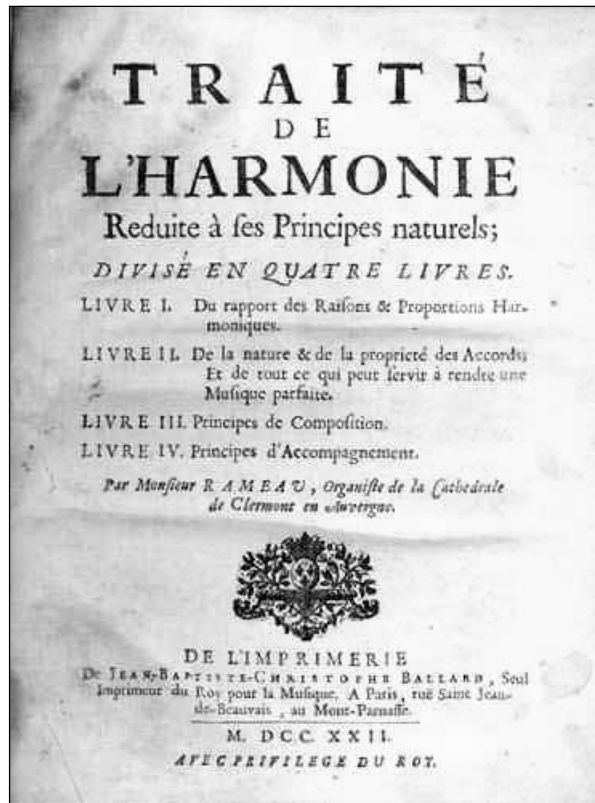 TRAITÉ
DE
L'HARMONIE
Reduite à ſes Principes naturels;
DIVISÉ EN QUATRE LIVRES.
LIVRE I. Du rapport des Raiſons & Proportions Har-
moniques.
LIVRE II. De la nature & de la proprieté des Accords;
Et de tout ce qui peut ſervir à rendre une
Muſique parfaite.
LIVRE III. Principes de Compoſition.
LIVRE IV. Principes d'Accompagnement.
Par Monſieur RAMEAU, Organiſte de la Cathedrale
de Clermont en Auvergne.
DE L'IMPRIMERIE
De JEAN-BAPTISTE-CHRISTOPHE BALLARD, Seul
Imprimeur du Roy pour la Muſique. A Paris, ruë Saint Jean-
de-Beauvais, au Mont-Parnaſſe.
M. DCC. XXII.
AVEC PRIVILEGE DU ROY.